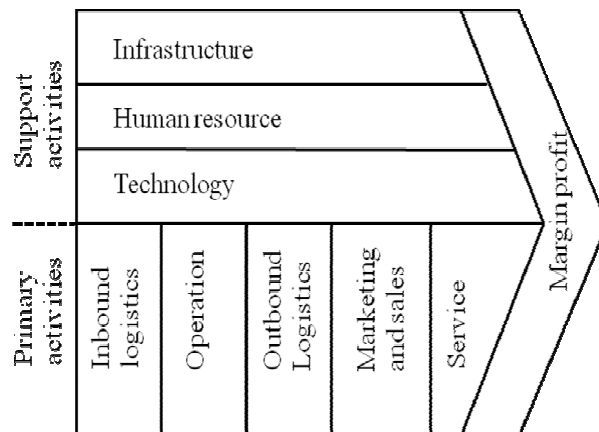 Support
activities
Infrastructure
Human resource
Technology
Primary
activities
Inbound
logistics
Operation
Outbound
Logistics
Marketing
and sales
Service
Margin profit